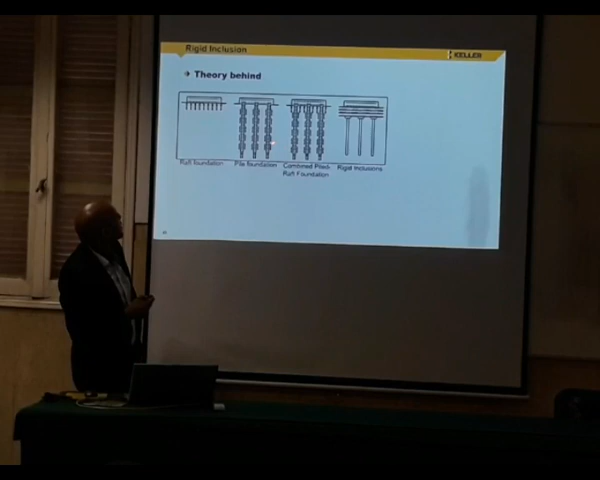 Rigid Inclusion
KELLER
Theory behind
Raft foundation
Pile foundation
Combined Piled-
Raft Foundation
Rigid Inclusions